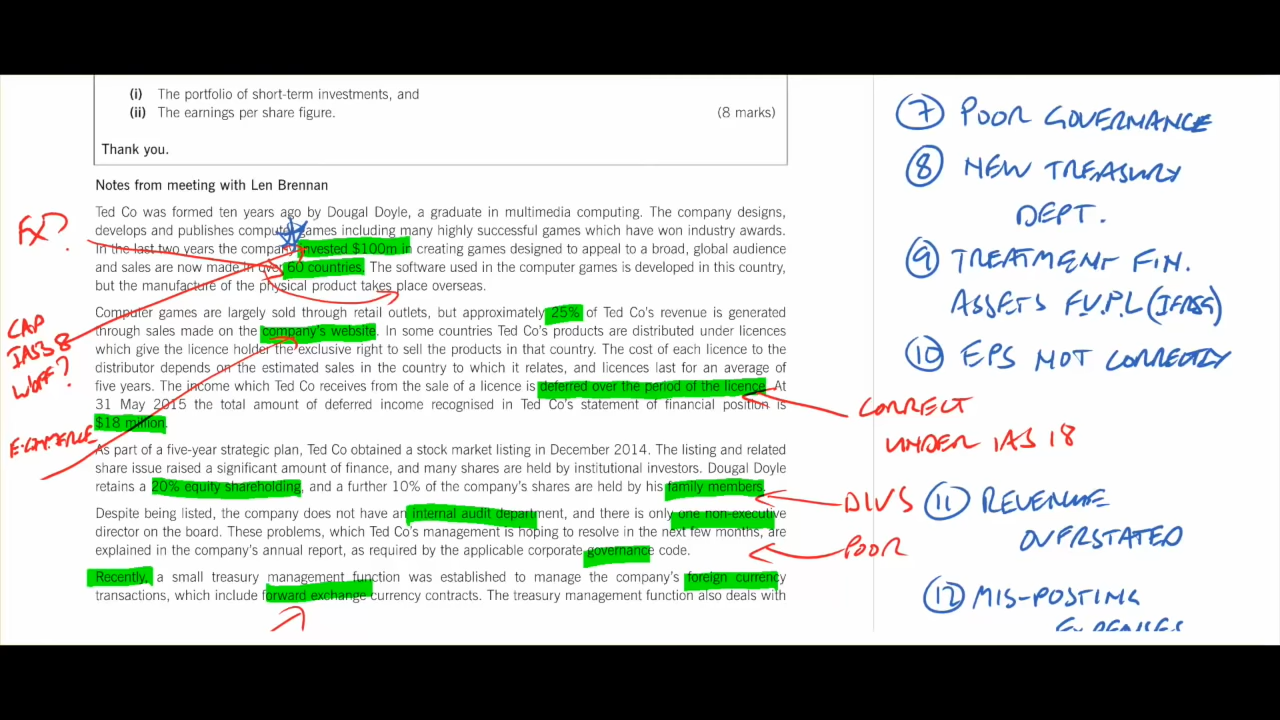 (i) The portfolio of short-term investments, and
(ii) The earnings per share figure. (8 marks)
Thank you.
Notes from meeting with Len Brennan
Ted Co was formed ten years ago by Dougal Doyle, a graduate in multimedia computing. The company designs,
develops and publishes computer games including many highly successful games which have won industry awards.
In the last two years the company invested $100m in creating games designed to appeal to a broad, global audience
and sales are now made in over 60 countries. The software used in the computer games is developed in this country,
but the manufacture of the physical product takes place overseas.
Computer games are largely sold through retail outlets, but approximately 25% of Ted Co's revenue is generated
through sales made on the company's website. In some countries Ted Co's products are distributed under licences
which give the licence holder the exclusive right to sell the products in that country. The cost of each licence to the
distributor depends on the estimated sales in the country to which it relates, and licences last for an average of
five years. The income which Ted Co receives from the sale of a licence is deferred over the period of the licence. At
31 May 2015 the total amount of deferred income recognised in Ted Co's statement of financial position is
$18 million.
As part of a five-year strategic plan, Ted Co obtained a stock market listing in December 2014. The listing and related
share issue raised a significant amount of finance, and many shares are held by institutional investors. Dougal Doyle
retains a 20% equity shareholding, and a further 10% of the company's shares are held by his family members.
Despite being listed, the company does not have an internal audit department, and there is only one non-executive
director on the board. These problems, which Ted Co's management is hoping to resolve in the next few months, are
explained in the company's annual report, as required by the applicable corporate governance code.
Recently, a small treasury management function was established to manage the company's foreign currency
transactions, which include forward exchange currency contracts. The treasury management function also deals with
FX?
CAP
IAS38
W/OFF?
E-COMMERCE
CORRECT
UNDER IAS 18
DIVS
POOR
7 POOR GOVERNANCE
8 NEW TREASURY
DEPT.
9 TREATMENT FIN.
ASSETS F.V.P.L (IFRS9)
10 EPS NOT CORRECTLY
11 REVENUE
OVERSTATED
12 MIS-POSTING
EXPENSES